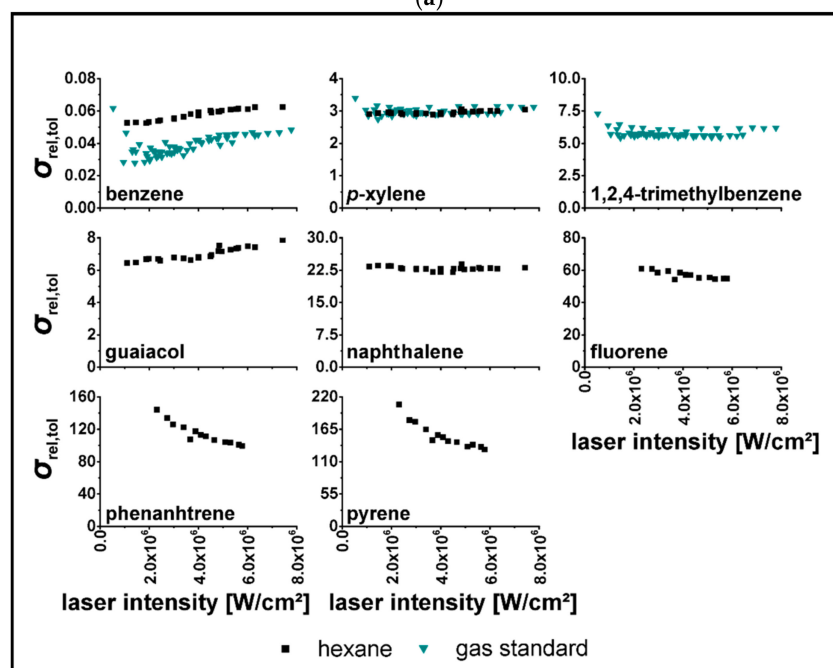 (a)
0.08
0.06
0.04
0.02
0.00
σrel,tol
benzene
4
3
2
1
0
p-xylene
10.0
7.5
5.0
2.5
0.0
1,2,4-trimethylbenzene
8
6
4
2
0
σrel,tol
guaiacol
30.0
22.5
15.0
7.5
0.0
naphthalene
80
60
40
20
0
fluorene
0.0
2.0x10⁶
4.0x10⁶
6.0x10⁶
8.0x10⁶
laser intensity [W/cm²]
160
120
80
40
0
σrel,tol
phenanhtrene
0.0
2.0x10⁶
4.0x10⁶
6.0x10⁶
8.0x10⁶
laser intensity [W/cm²]
220
165
110
55
0
pyrene
0.0
2.0x10⁶
4.0x10⁶
6.0x10⁶
8.0x10⁶
laser intensity [W/cm²]
hexane
gas standard